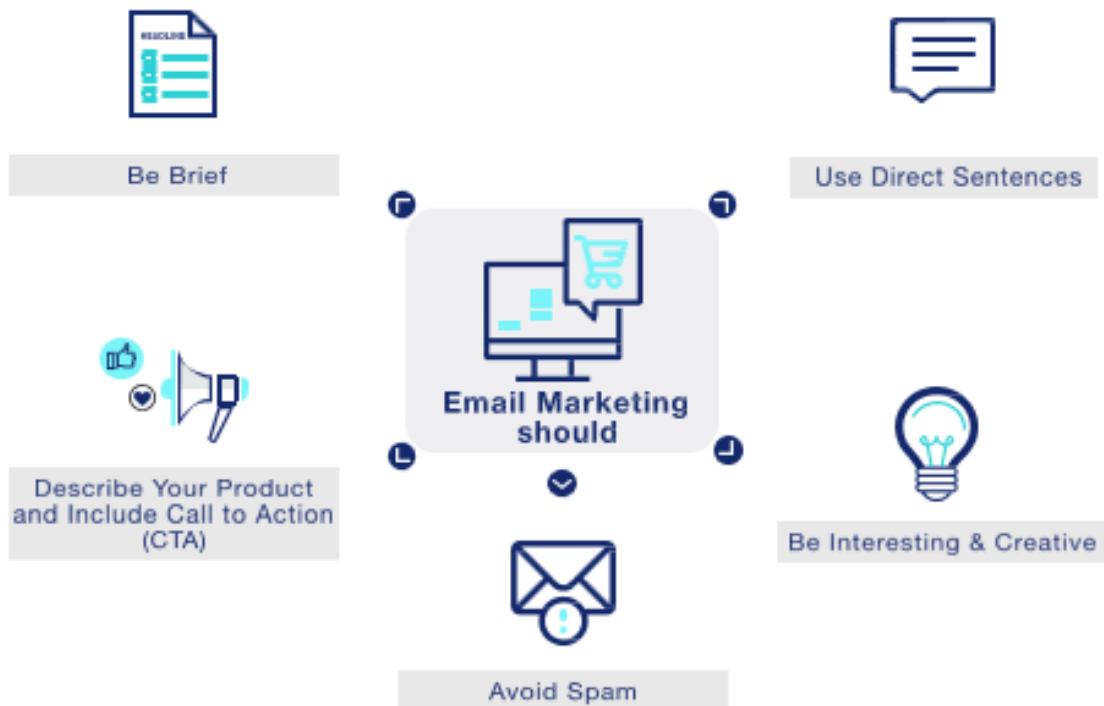 HEADLINE
Be Brief
Use Direct Sentences
Email Marketing
should
Describe Your Product
and Include Call to Action
(CTA)
Be Interesting & Creative
Avoid Spam